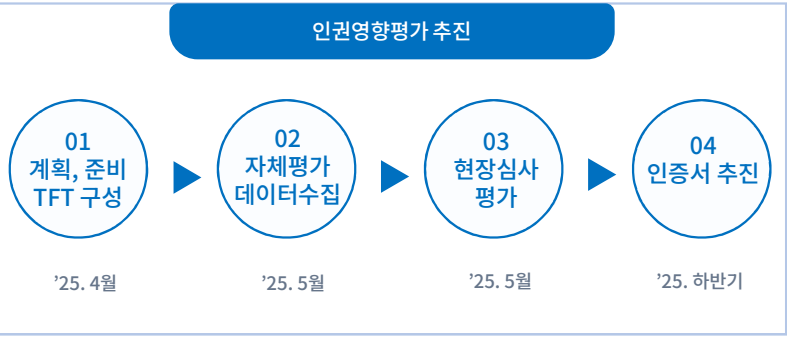 인권영향평가 추진
01
계획, 준비
TFT 구성
02
자체평가
데이터수집
03
현장심사
평가
04
인증서 추진
’25. 4월
’25. 5월
’25. 5월
’25. 하반기